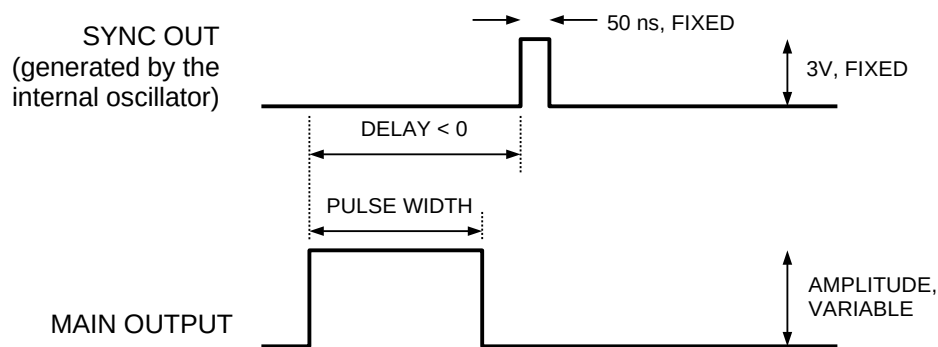 50 ns, FIXED
SYNC OUT
(generated by the
internal oscillator)
3V, FIXED
DELAY < 0
PULSE WIDTH
AMPLITUDE,
VARIABLE
MAIN OUTPUT